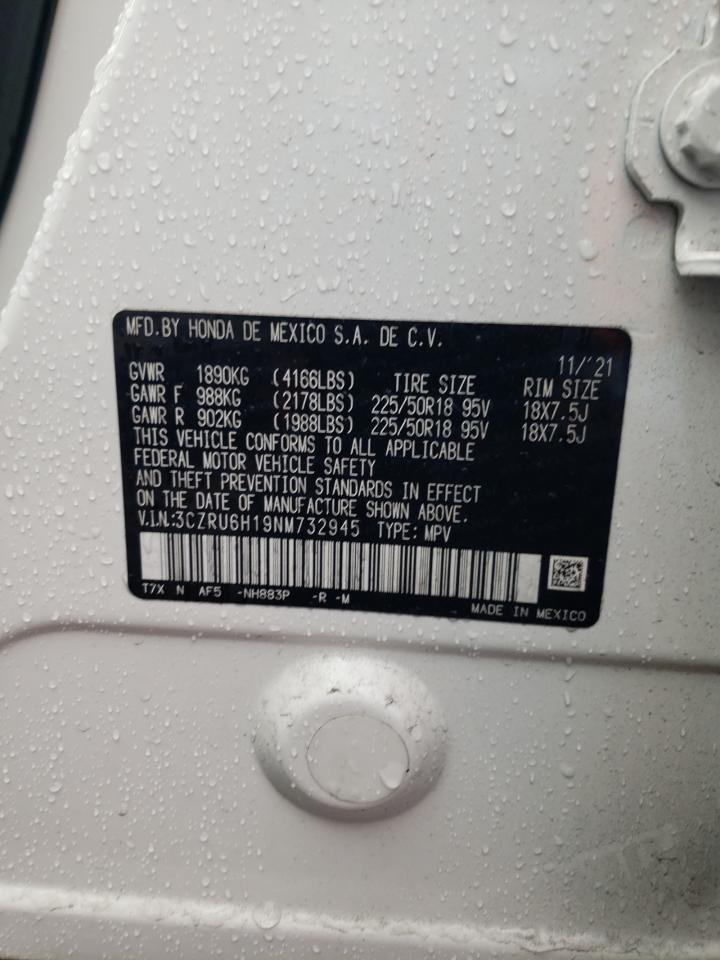 MFD.BY HONDA DE MEXICO S.A. DE C.V.
11/'21
GVWR 1890KG (4166LBS) TIRE SIZE RIM SIZE
GAWR F 988KG (2178LBS) 225/50R18 95V 18X7.5J
GAWR R 902KG (1988LBS) 225/50R18 95V 18X7.5J
THIS VEHICLE CONFORMS TO ALL APPLICABLE
FEDERAL MOTOR VEHICLE SAFETY
AND THEFT PREVENTION STANDARDS IN EFFECT
ON THE DATE OF MANUFACTURE SHOWN ABOVE.
V.I.N:3CZRU6H19NM732945 TYPE: MPV
T7X N AF5 -NH883P -R -M
MADE IN MEXICO